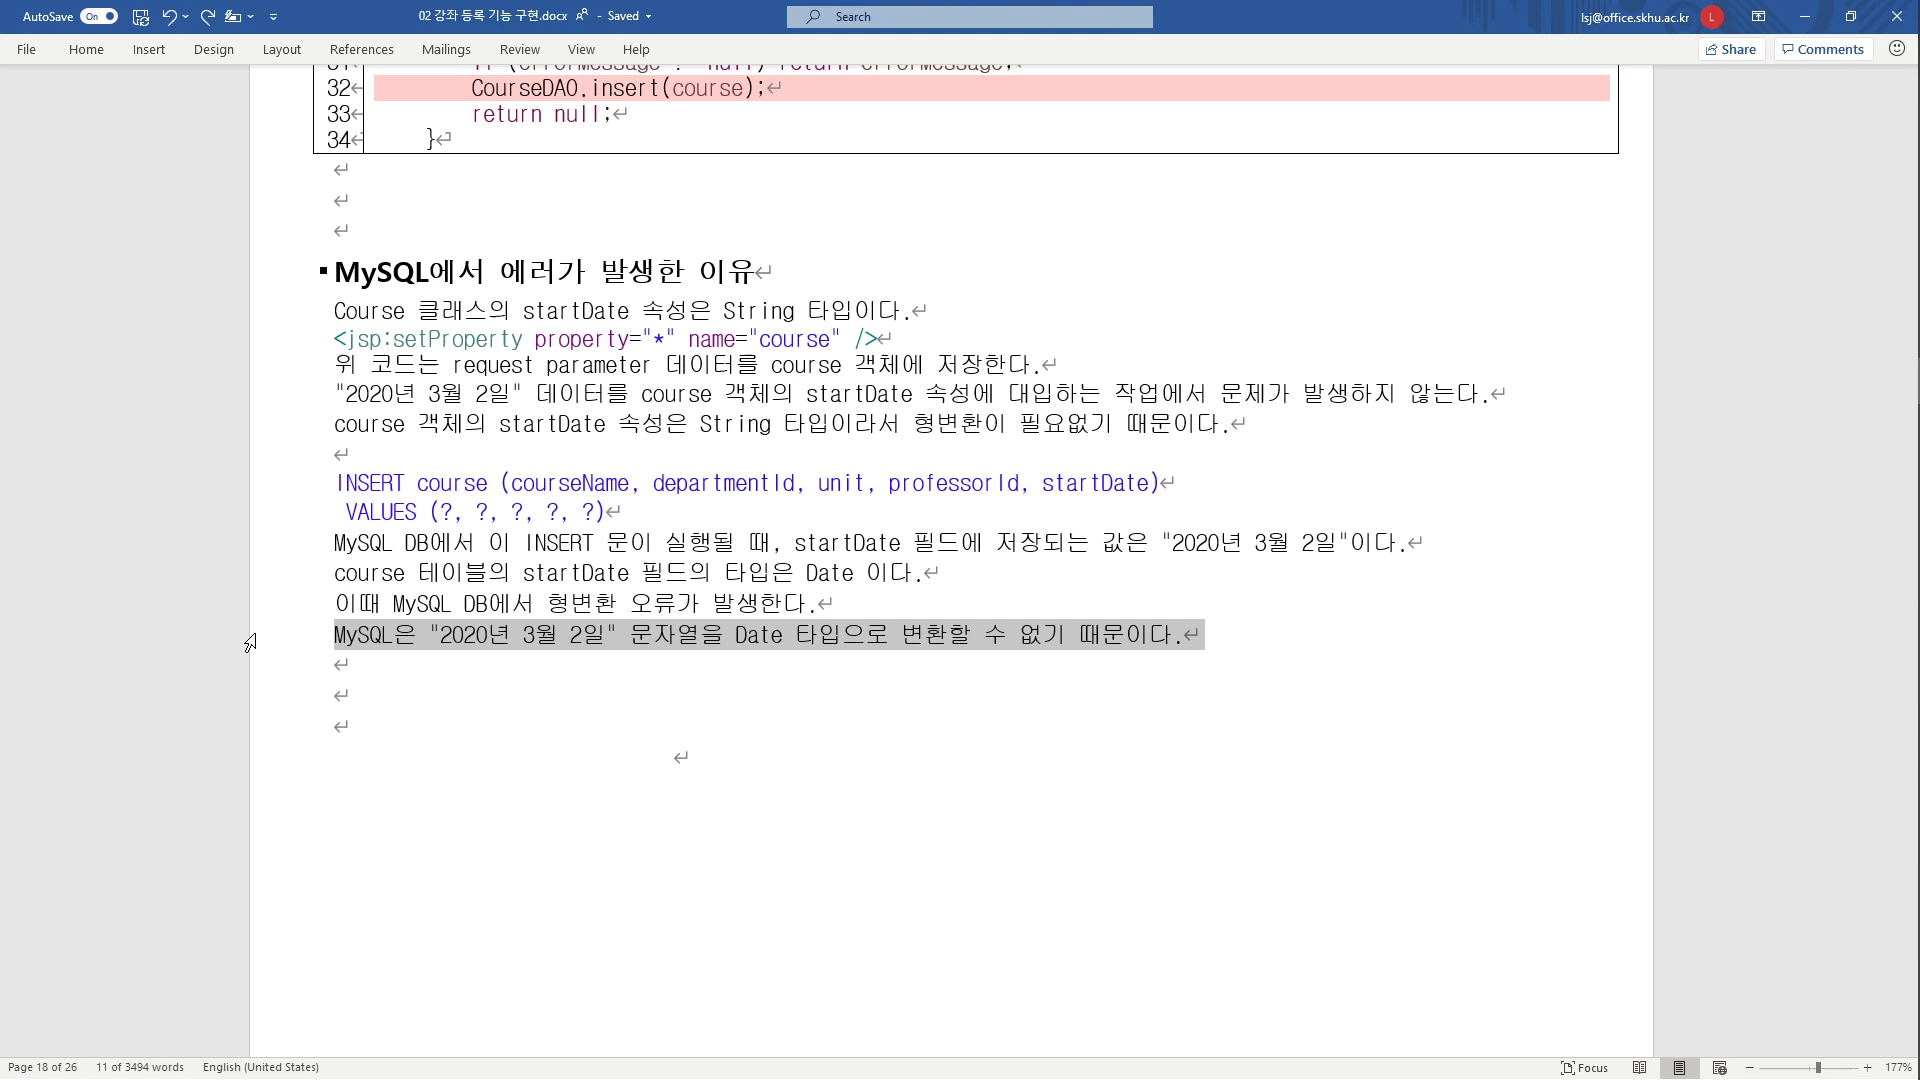 AutoSave On 02 강좌 등록 기능 구현.docx - Saved Search lsj@office.skhu.ac.kr L
File Home Insert Design Layout References Mailings Review View Help Share Comments
32 CourseDAO.insert(course);
33 return null;
34 }
MySQL에서 에러가 발생한 이유
Course 클래스의 startDate 속성은 String 타입이다.
<jsp:setProperty property="*" name="course" />
위 코드는 request parameter 데이터를 course 객체에 저장한다.
"2020년 3월 2일" 데이터를 course 객체의 startDate 속성에 대입하는 작업에서 문제가 발생하지 않는다.
course 객체의 startDate 속성은 String 타입이라서 형변환이 필요없기 때문이다.
INSERT course (courseName, departmentId, unit, professorId, startDate)
VALUES (?, ?, ?, ?, ?)
MySQL DB에서 이 INSERT 문이 실행될 때, startDate 필드에 저장되는 값은 "2020년 3월 2일"이다.
course 테이블의 startDate 필드의 타입은 Date 이다.
이때 MySQL DB에서 형변환 오류가 발생한다.
MySQL은 "2020년 3월 2일" 문자열을 Date 타입으로 변환할 수 없기 때문이다.
Page 18 of 26 11 of 3494 words English (United States) Focus 177%